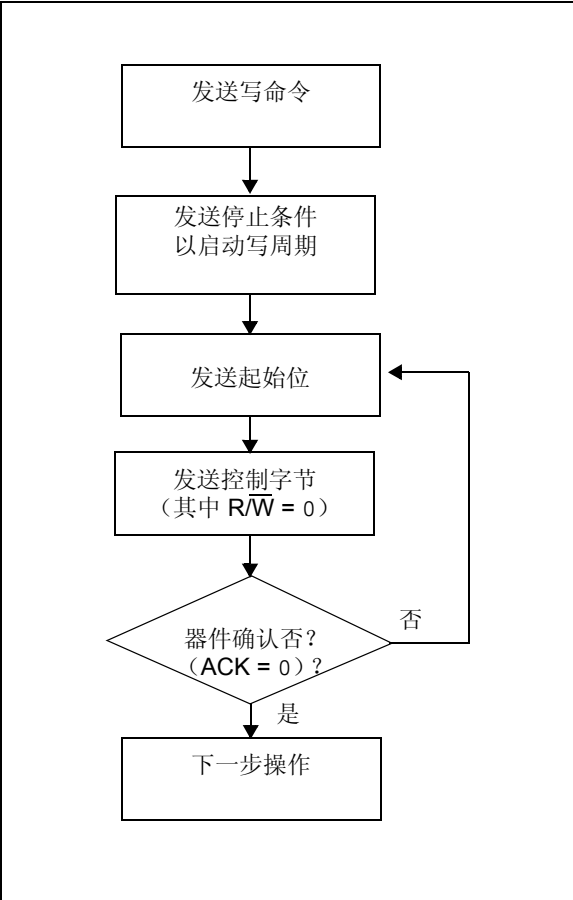 发送写命令
发送停止条件
以启动写周期
发送起始位
发送控制字节
（其中 R/W̅ = 0）
器件确认否？
（ACK = 0）？
否
是
下一步操作